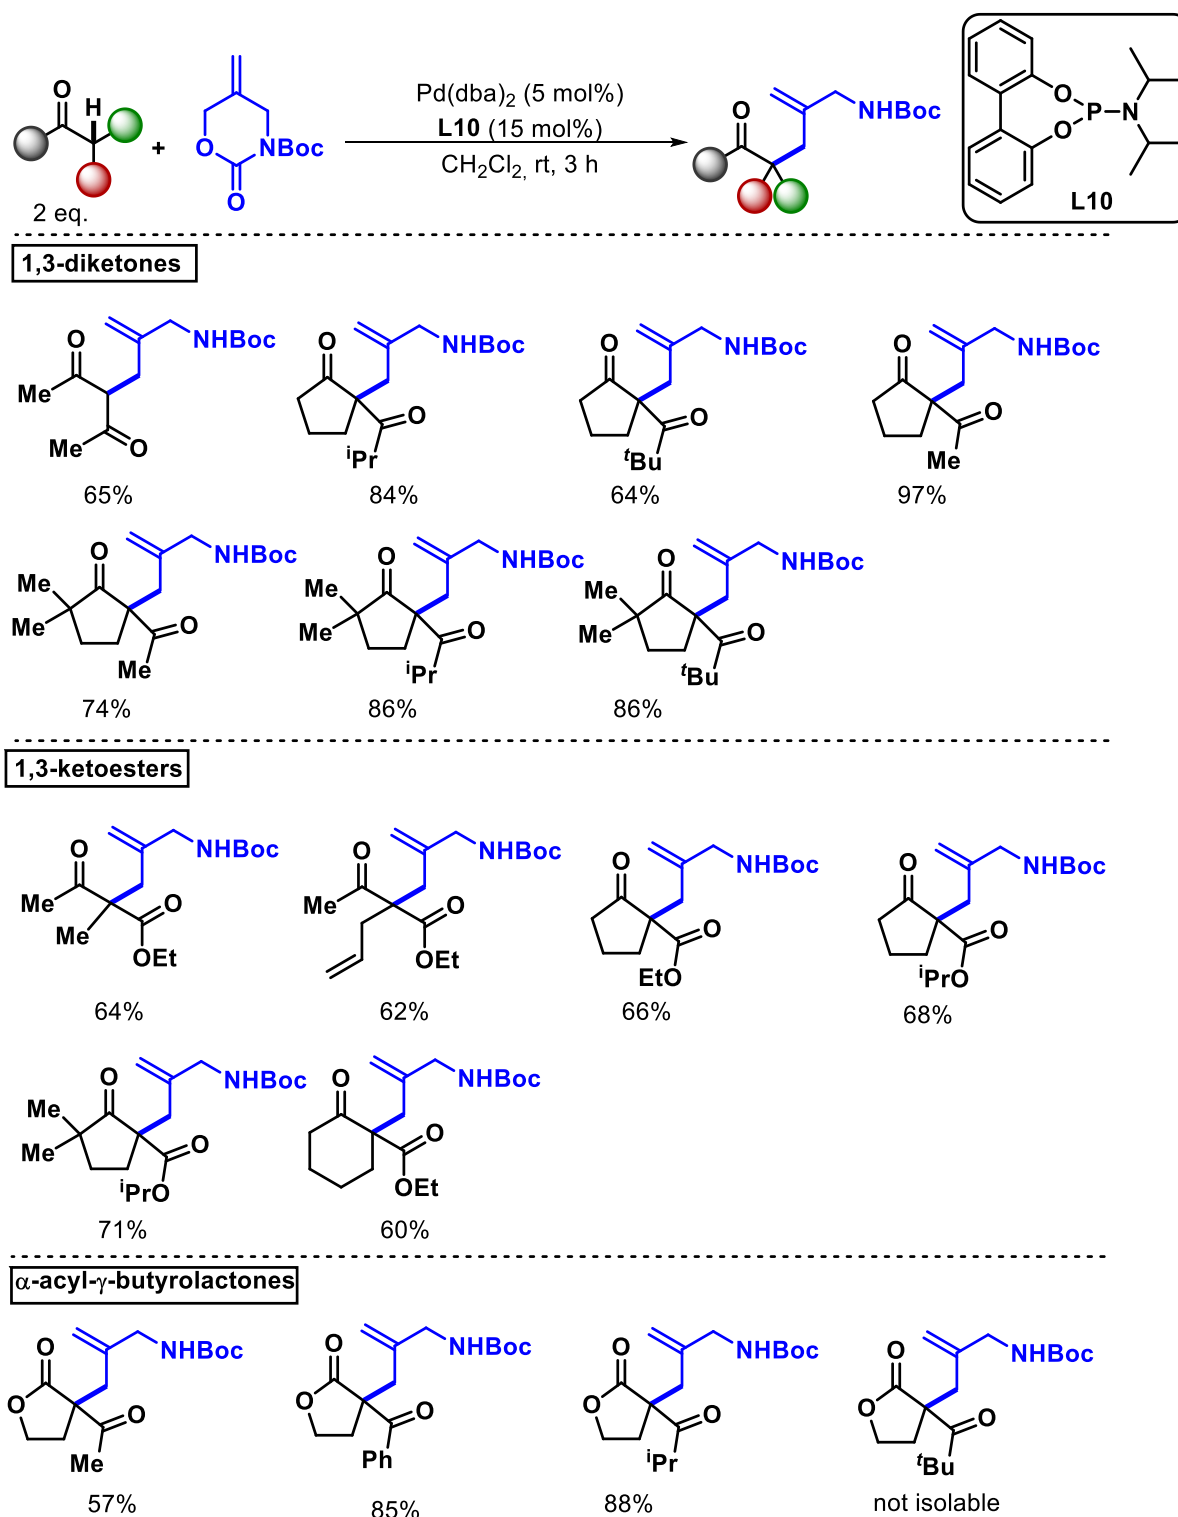 O
H
+
O
O
N
Boc
2 eq.
Pd(dba)2 (5 mol%)
L10 (15 mol%)
CH2Cl2, rt, 3 h
O
NHBoc
O
O
P
N
L10
1,3-diketones
O
NHBoc
Me
Me
O
65%
O
NHBoc
O
iPr
84%
O
NHBoc
O
tBu
64%
O
NHBoc
O
Me
97%
O
NHBoc
Me
Me
O
Me
74%
O
NHBoc
Me
Me
O
iPr
86%
O
NHBoc
Me
Me
O
tBu
86%
1,3-ketoesters
O
NHBoc
Me
Me
O
OEt
64%
O
NHBoc
Me
O
OEt
62%
O
NHBoc
O
EtO
66%
O
NHBoc
O
iPrO
68%
O
NHBoc
Me
Me
O
iPrO
71%
O
NHBoc
O
OEt
60%
α-acyl-γ-butyrolactones
O
NHBoc
O
O
Me
57%
O
NHBoc
O
O
Ph
85%
O
NHBoc
O
O
iPr
88%
O
NHBoc
O
O
tBu
not isolable